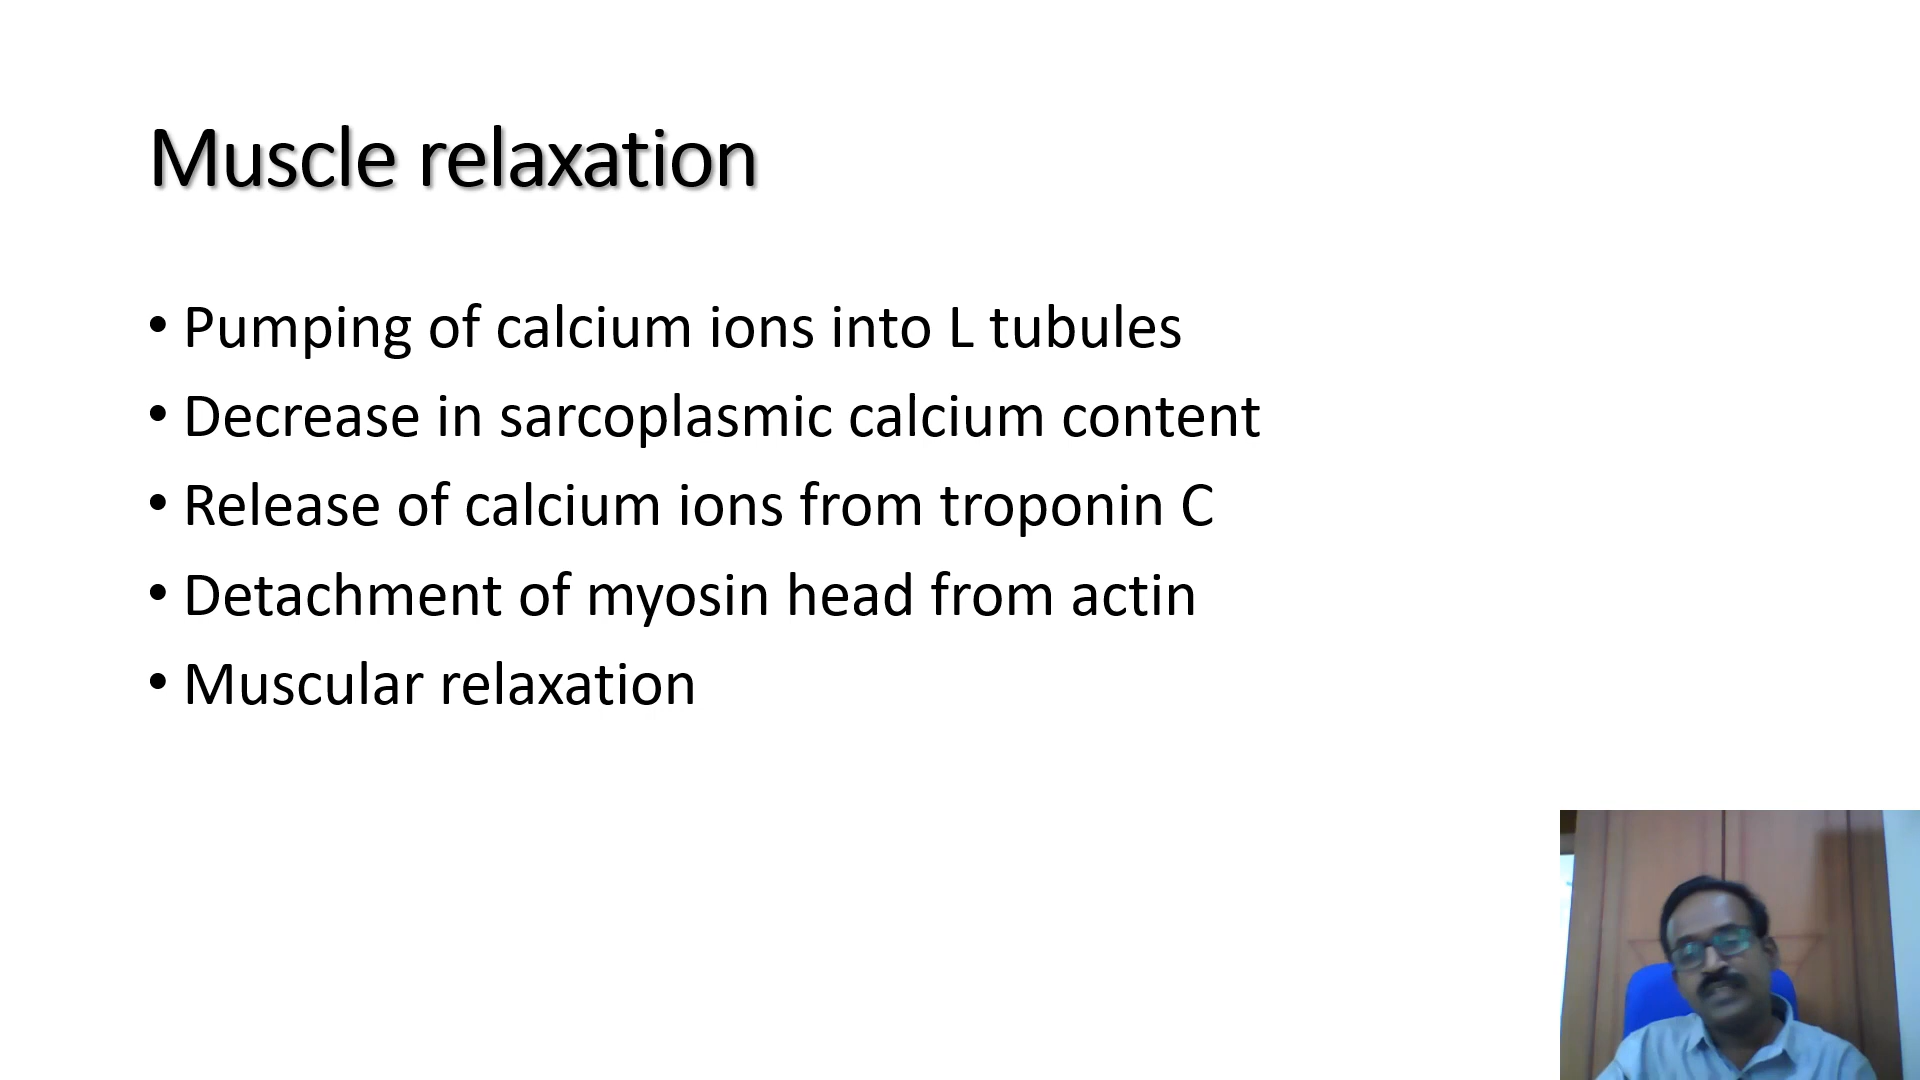 Muscle relaxation
• Pumping of calcium ions into L tubules
• Decrease in sarcoplasmic calcium content
• Release of calcium ions from troponin C
• Detachment of myosin head from actin
• Muscular relaxation